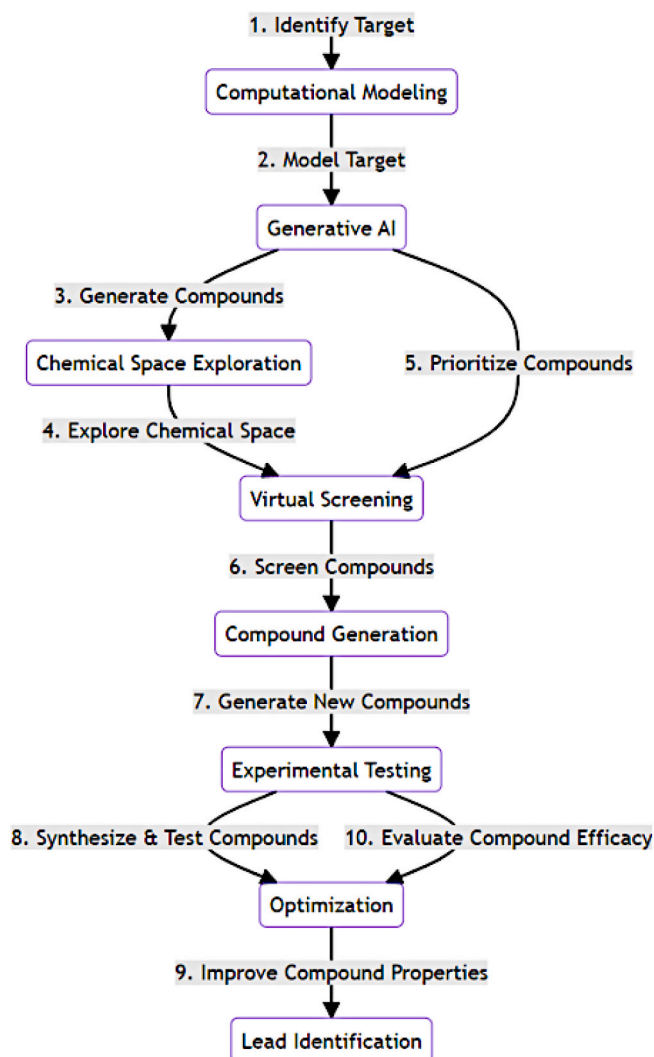 1. Identify Target
Computational Modeling
2. Model Target
Generative AI
3. Generate Compounds
Chemical Space Exploration
5. Prioritize Compounds
4. Explore Chemical Space
Virtual Screening
6. Screen Compounds
Compound Generation
7. Generate New Compounds
Experimental Testing
8. Synthesize & Test Compounds
10. Evaluate Compound Efficacy
Optimization
9. Improve Compound Properties
Lead Identification